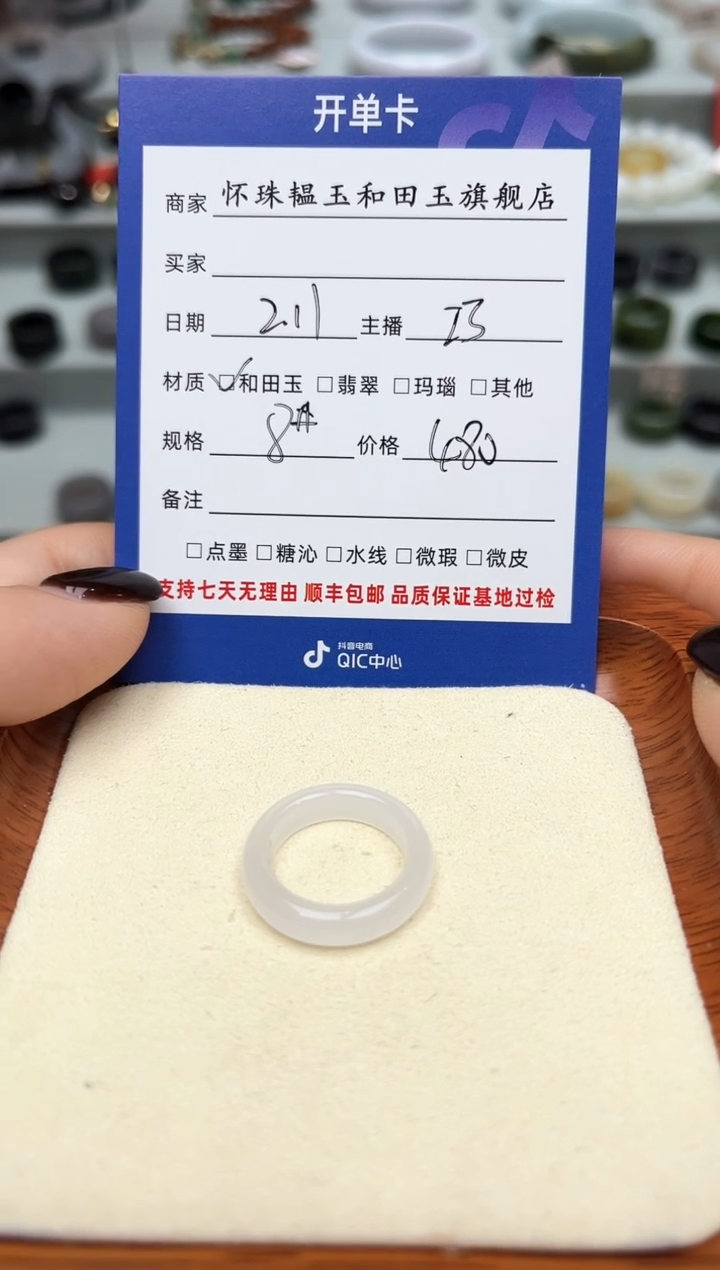 开单卡
商家 怀珠韫玉和田玉旗舰店
买家
日期 2.11 主播
材质 ☑和田玉 □翡翠 □玛瑙 □其他
规格 8# 价格 480
备注
□点墨 □糖沁 □水线 □微瑕 □微皮
支持七天无理由 顺丰包邮 品质保证基地过检
抖音电商
QIC中心